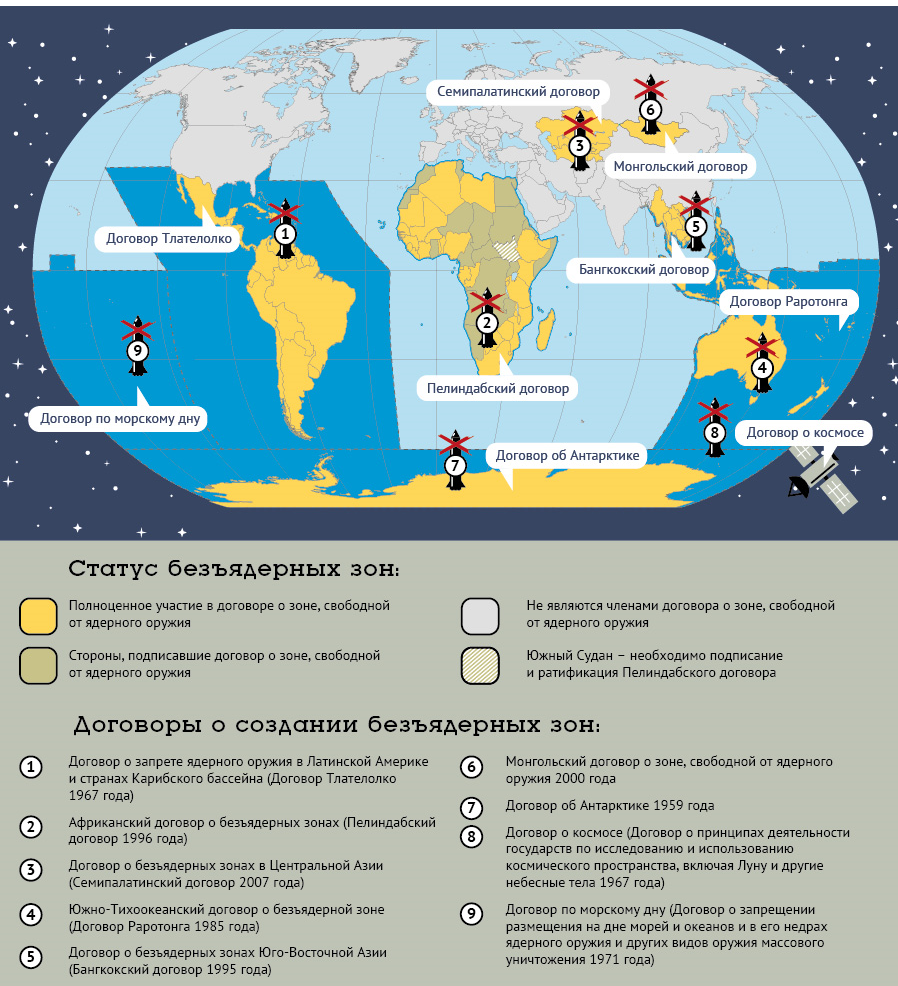 Семипалатинский договор
6
3
Монгольский договор
5
1
Договор Тлателолко
Бангкокский договор
Договор Раротонга
2
9
4
Пелиндабский договор
Договор по морскому дну
8
Договор о космосе
7
Договор об Антарктике
Статус безъядерных зон:
Полноценное участие в договоре о зоне, свободной
от ядерного оружия
Стороны, подписавшие договор о зоне, свободной
от ядерного оружия
Не являются членами договора о зоне, свободной
от ядерного оружия
Южный Судан – необходимо подписание
и ратификация Пелиндабского договора
Договоры о создании безъядерных зон:
1
Договор о запрете ядерного оружия в Латинской Америке
и странах Карибского бассейна (Договор Тлателолко
1967 года)
2
Африканский договор о безъядерных зонах (Пелиндабский
договор 1996 года)
3
Договор о безъядерных зонах в Центральной Азии
(Семипалатинский договор 2007 года)
4
Южно-Тихоокеанский договор о безъядерной зоне
(Договор Раротонга 1985 года)
5
Договор о безъядерных зонах Юго-Восточной Азии
(Бангкокский договор 1995 года)
6
Монгольский договор о зоне, свободной от ядерного
оружия 2000 года
7
Договор об Антарктике 1959 года
8
Договор о космосе (Договор о принципах деятельности
государств по исследованию и использованию
космического пространства, включая Луну и другие
небесные тела 1967 года)
9
Договор по морскому дну (Договор о запрещении
размещения на дне морей и океанов и в его недрах
ядерного оружия и других видов оружия массового
уничтожения 1971 года)